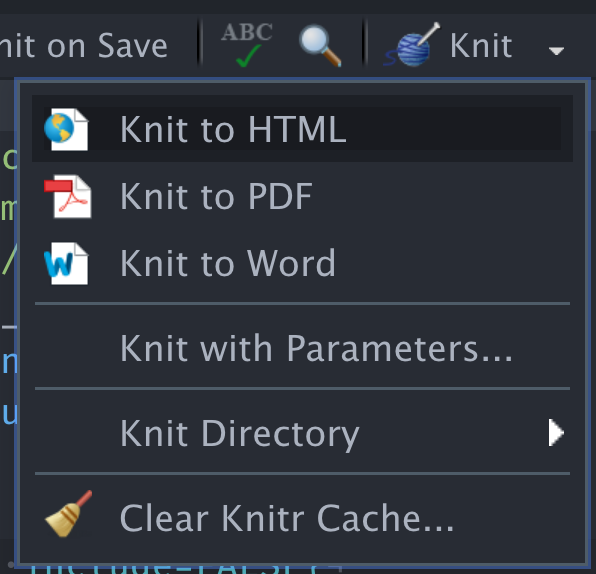 nit on Save
ABC
Knit
Knit to HTML
Knit to PDF
Knit to Word
Knit with Parameters...
Knit Directory
Clear Knitr Cache...